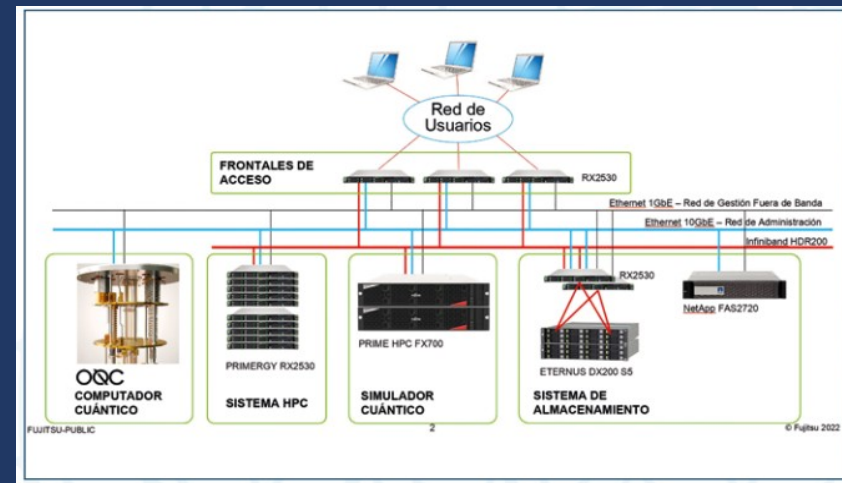 Red de
Usuarios
FRONTALES DE
ACCESO
RX2530
Ethernet 1GbE – Red de Gestión Fuera de Banda
Ethernet 10GbE – Red de Administración
Infiniband HDR200
RX2530
NetApp FAS2720
PRIMERGY RX2530
PRIME HPC FX700
ETERNUS DX200 S5
OQC
COMPUTADOR
CUÁNTICO
SISTEMA HPC
SIMULADOR
CUÁNTICO
SISTEMA DE
ALMACENAMIENTO
FUJITSU-PUBLIC
2
© Fujitsu 2022